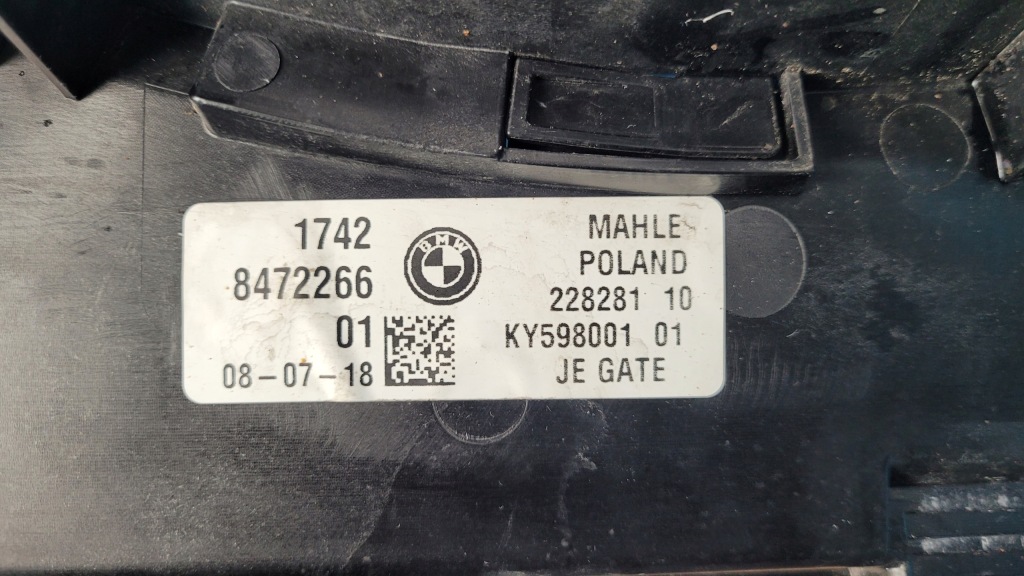 1742
8472266
01
08-07-18
BMW
MAHLE
POLAND
228281 10
KY598001 01
JE GATE